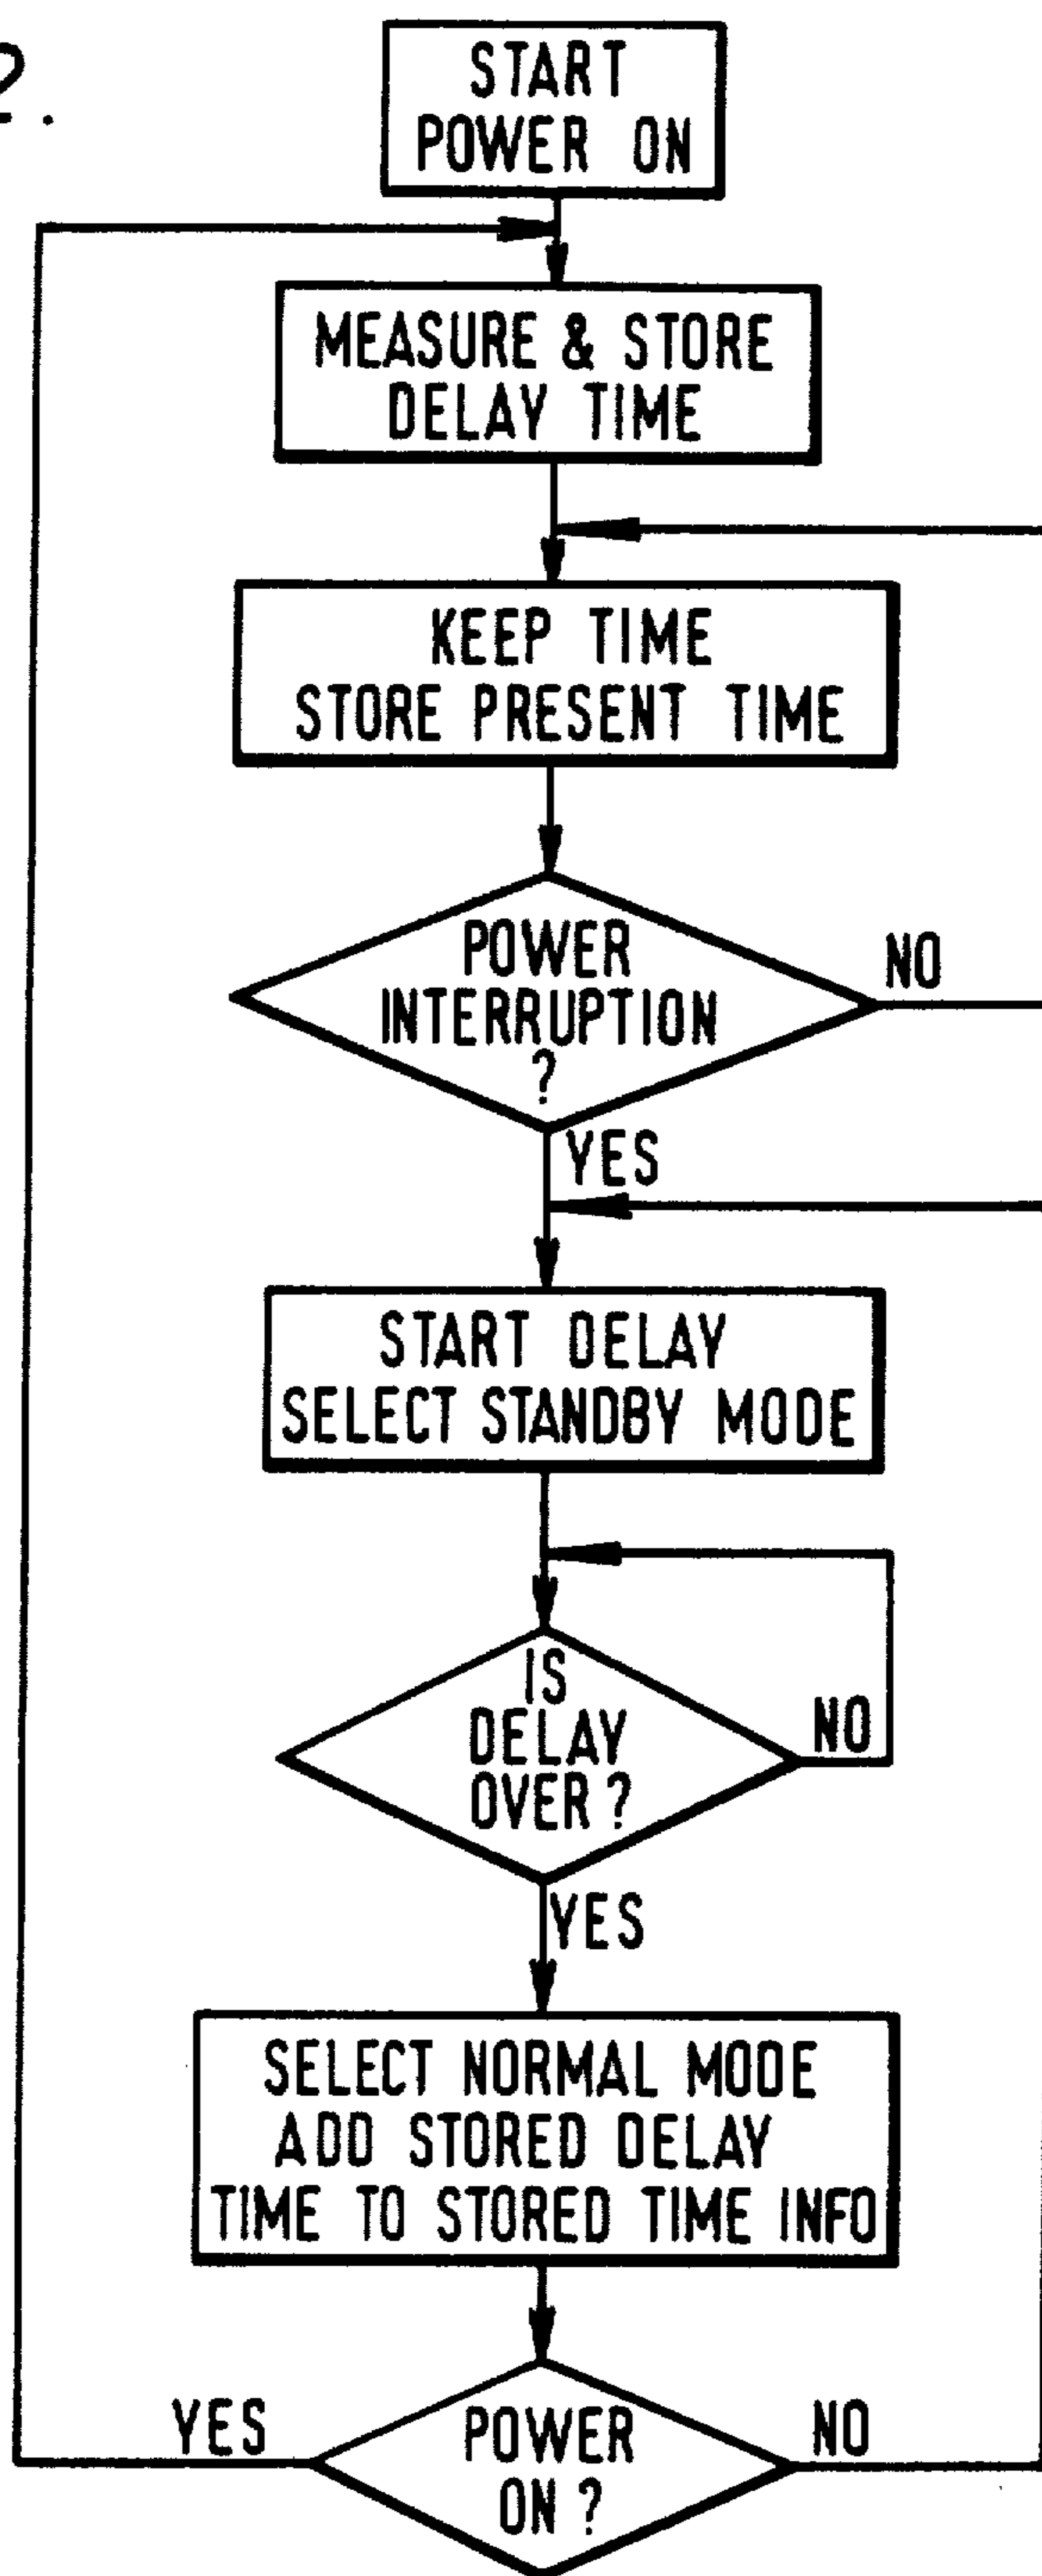 2.
START
POWER ON
MEASURE & STORE
DELAY TIME
KEEP TIME
STORE PRESENT TIME
POWER
INTERRUPTION
?
NO
YES
START DELAY
SELECT STANDBY MODE
IS
DELAY
OVER ?
NO
YES
SELECT NORMAL MODE
ADD STORED DELAY
TIME TO STORED TIME INFO
YES
POWER
ON ?
NO